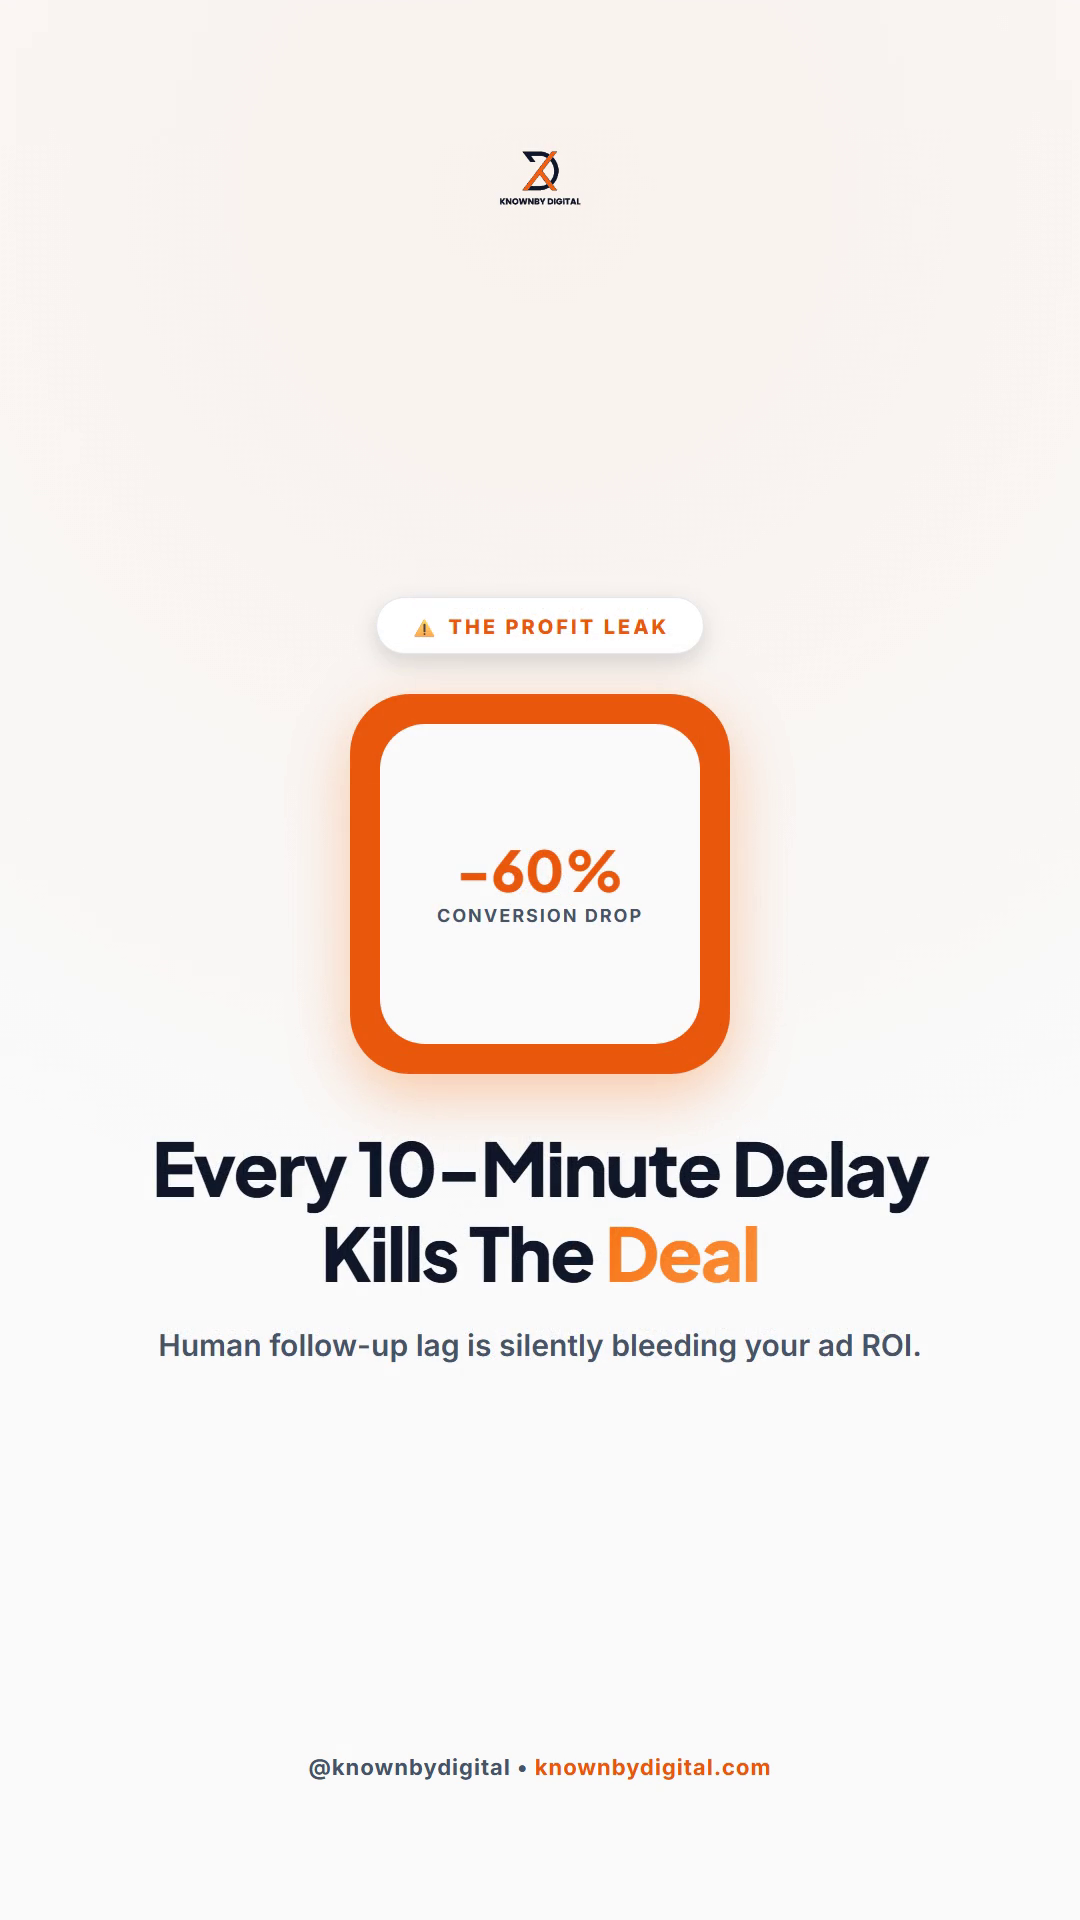 KNOWNBY DIGITAL
⚠️ THE PROFIT LEAK
-60%
CONVERSION DROP
Every 10-Minute Delay
Kills The Deal
Human follow-up lag is silently bleeding your ad ROI.
@knownbydigital • knownbydigital.com